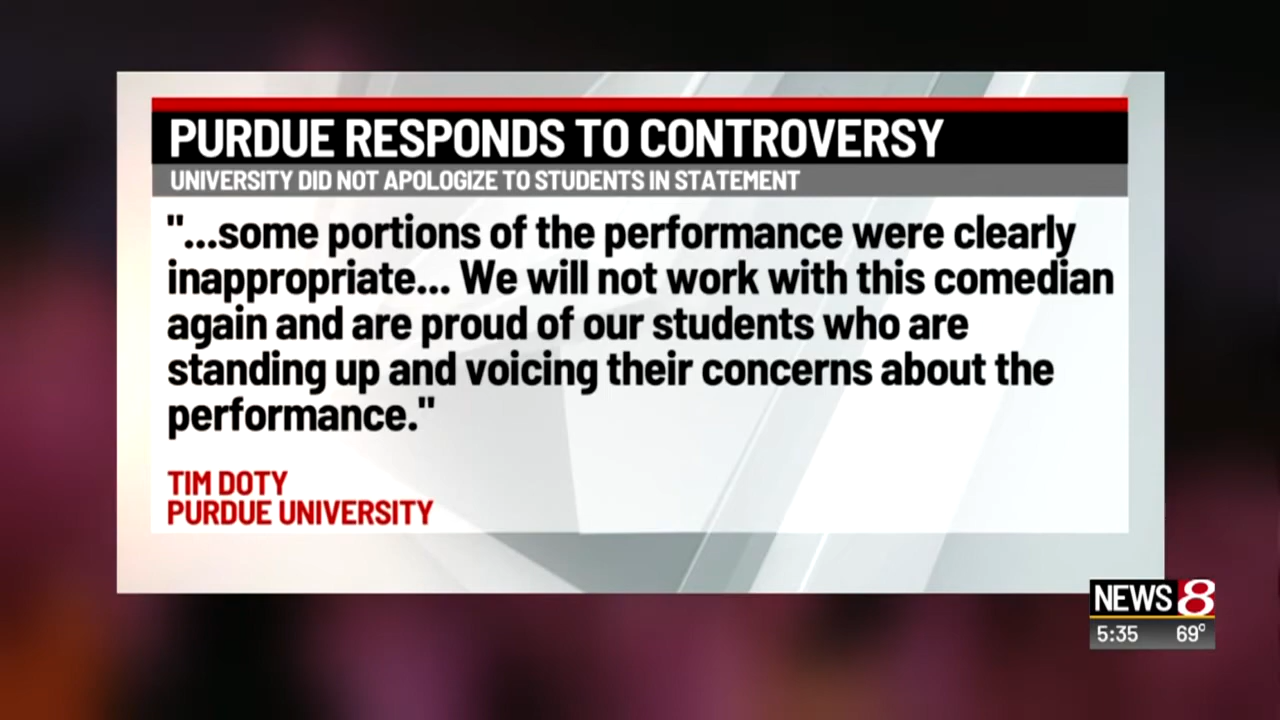 PURDUE RESPONDS TO CONTROVERSY
UNIVERSITY DID NOT APOLOGIZE TO STUDENTS IN STATEMENT
"...some portions of the performance were clearly
inappropriate... We will not work with this comedian
again and are proud of our students who are
standing up and voicing their concerns about the
performance."
TIM DOTY
PURDUE UNIVERSITY
NEWS 8
5:35 69°